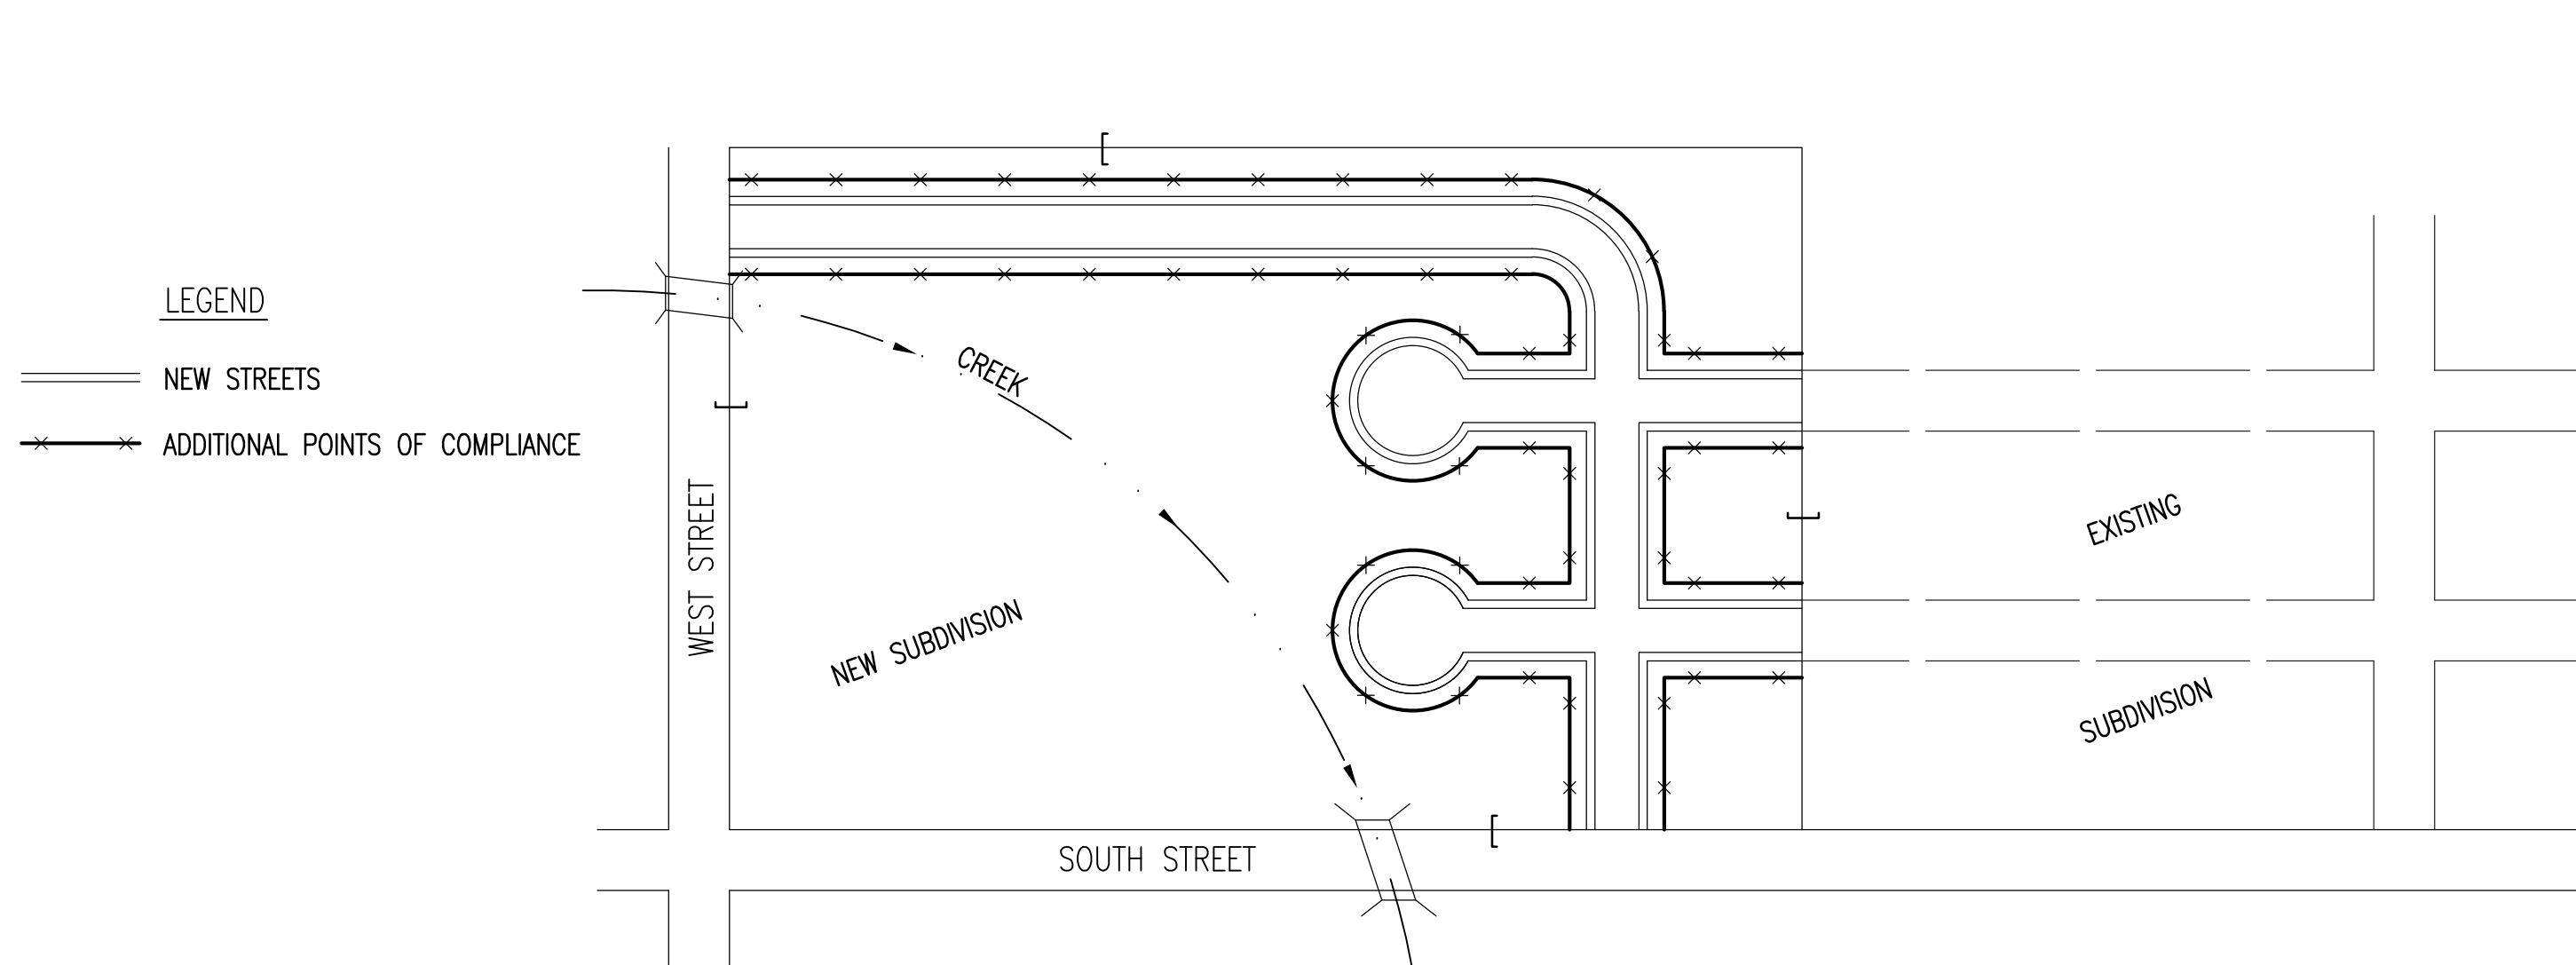 LEGEND
NEW STREETS
ADDITIONAL POINTS OF COMPLIANCE
CREEK
WEST STREET
NEW SUBDIVISION
EXISTING
SUBDIVISION
SOUTH STREET